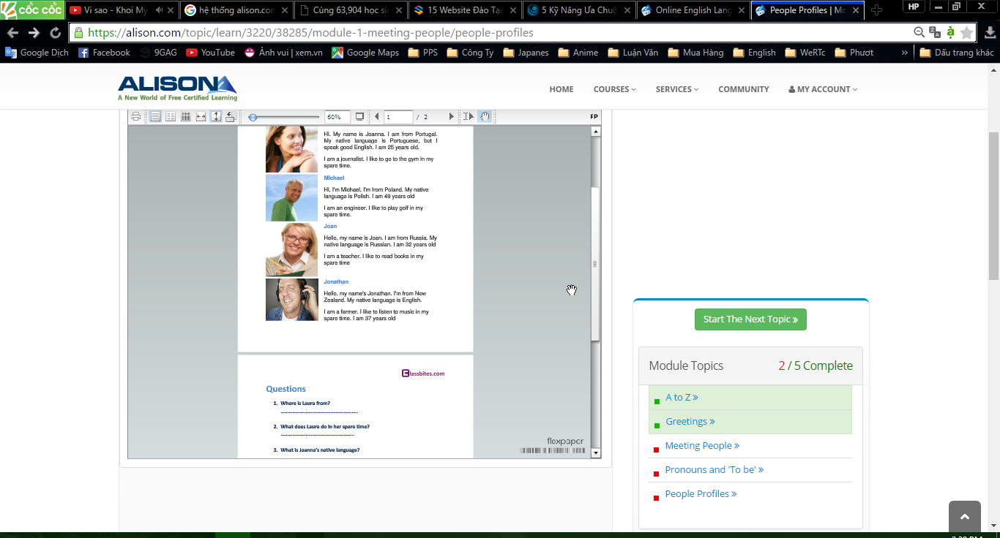 cốc cốc
Vì sao - Khoi My
hệ thống alison.con
Cùng 63,904 học sir
15 Website Đào Tạo
5 Kỹ Năng Ưa Chuộ
Online English Lang
People Profiles | Mo
HP
https://alison.com/topic/learn/3220/38285/module-1-meeting-people/people-profiles
Google Dịch
Facebook
9GAG
YouTube
Ảnh vui | xem.vn
Google Maps
PPS
Công Ty
Japanes
Anime
Luận Văn
Mua Hàng
English
WeRTc
Phươt
»
Dấu trang khác
ALISON
A New World of Free Certified Learning
HOME
COURSES
SERVICES
COMMUNITY
MY ACCOUNT
60%
1
/ 2
FP
Hi. My name is Joanna. I am from Portugal.
My native language is Portuguese, but I
speak good English. I am 25 years old.
I am a journalist. I like to go to the gym in my
spare time.
Michael
Hi, I'm Michael, I'm from Poland. My native
language is Polish. I am 49 years old
I am an engineer. I like to play golf in my
spare time.
Joan
Hello, my name is Joan. I am from Russia. My
native language is Russian. I am 32 years old
I am a teacher. I like to read books in my
spare time
Jonathan
Hello, my name's Jonathan. I'm from New
Zealand. My native language is English.
I am a farmer. I like to listen to music in my
spare time. I am 37 years old
Classbites.com
Questions
1. Where is Laura from?
2. What does Laura do in her spare time?
3. What is Joanna's native language?
flexpaper
Start The Next Topic »
Module Topics
2 / 5 Complete
A to Z »
Greetings »
Meeting People »
Pronouns and 'To be' »
People Profiles »